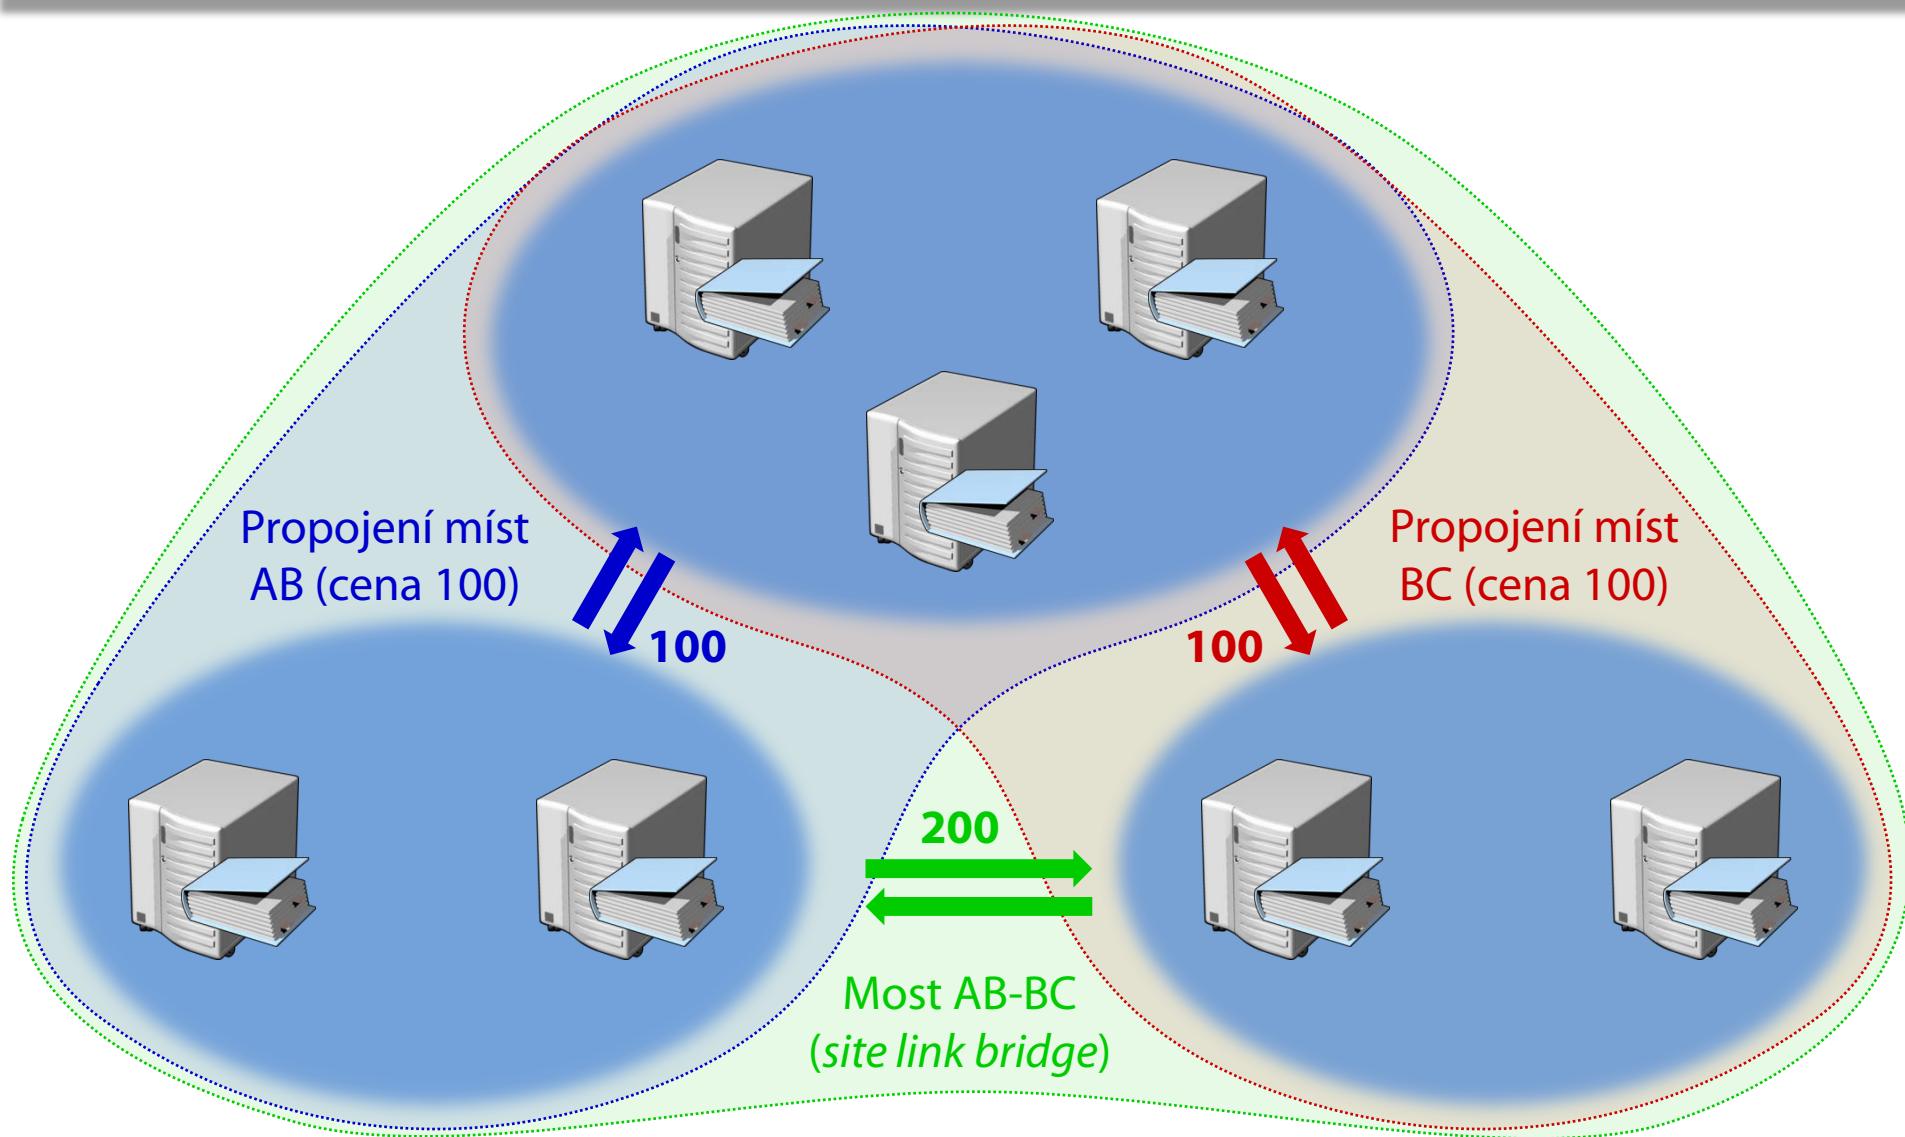 Propojení míst
AB (cena 100)
100
Propojení míst
BC (cena 100)
100
200
Most AB-BC
(site link bridge)